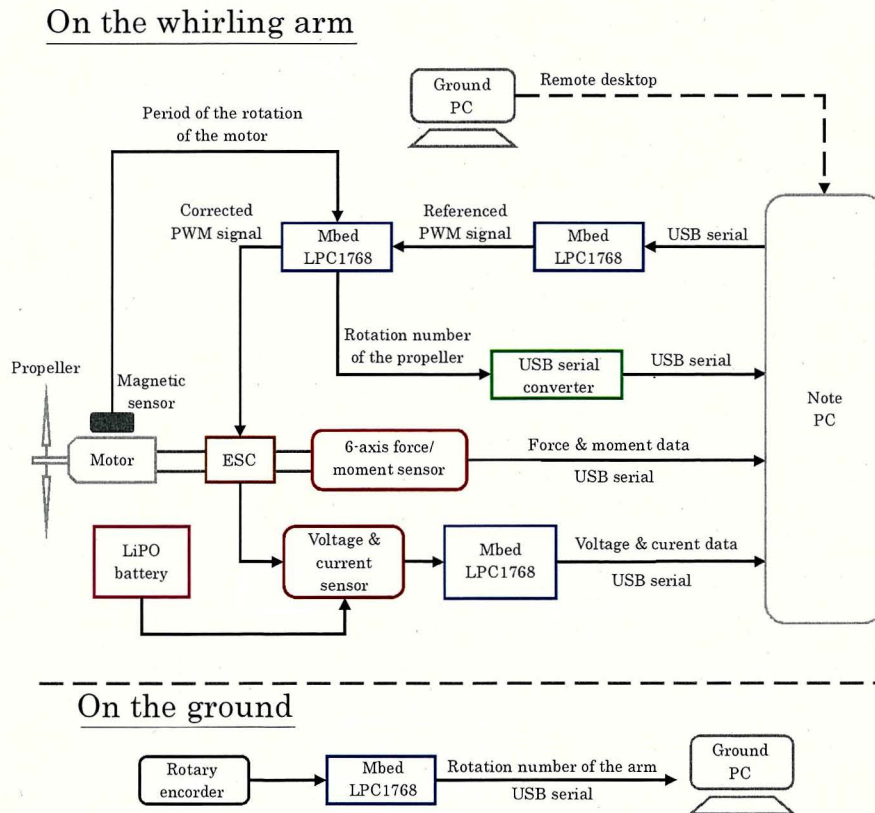 On the whirling arm
Ground
PC
Remote desktop
Period of the rotation
of the motor
Corrected
PWM signal
Mbed
LPC1768
Referenced
PWM signal
Mbed
LPC1768
USB serial
Rotation number
of the propeller
USB serial
converter
USB serial
Note
PC
Propeller
Magnetic
sensor
Motor
ESC
6-axis force/
moment sensor
Force & moment data
USB serial
LiPO
battery
Voltage &
current
sensor
Mbed
LPC1768
Voltage & curent data
USB serial
On the ground
Rotary
encorder
Mbed
LPC1768
Rotation number of the arm
USB serial
Ground
PC